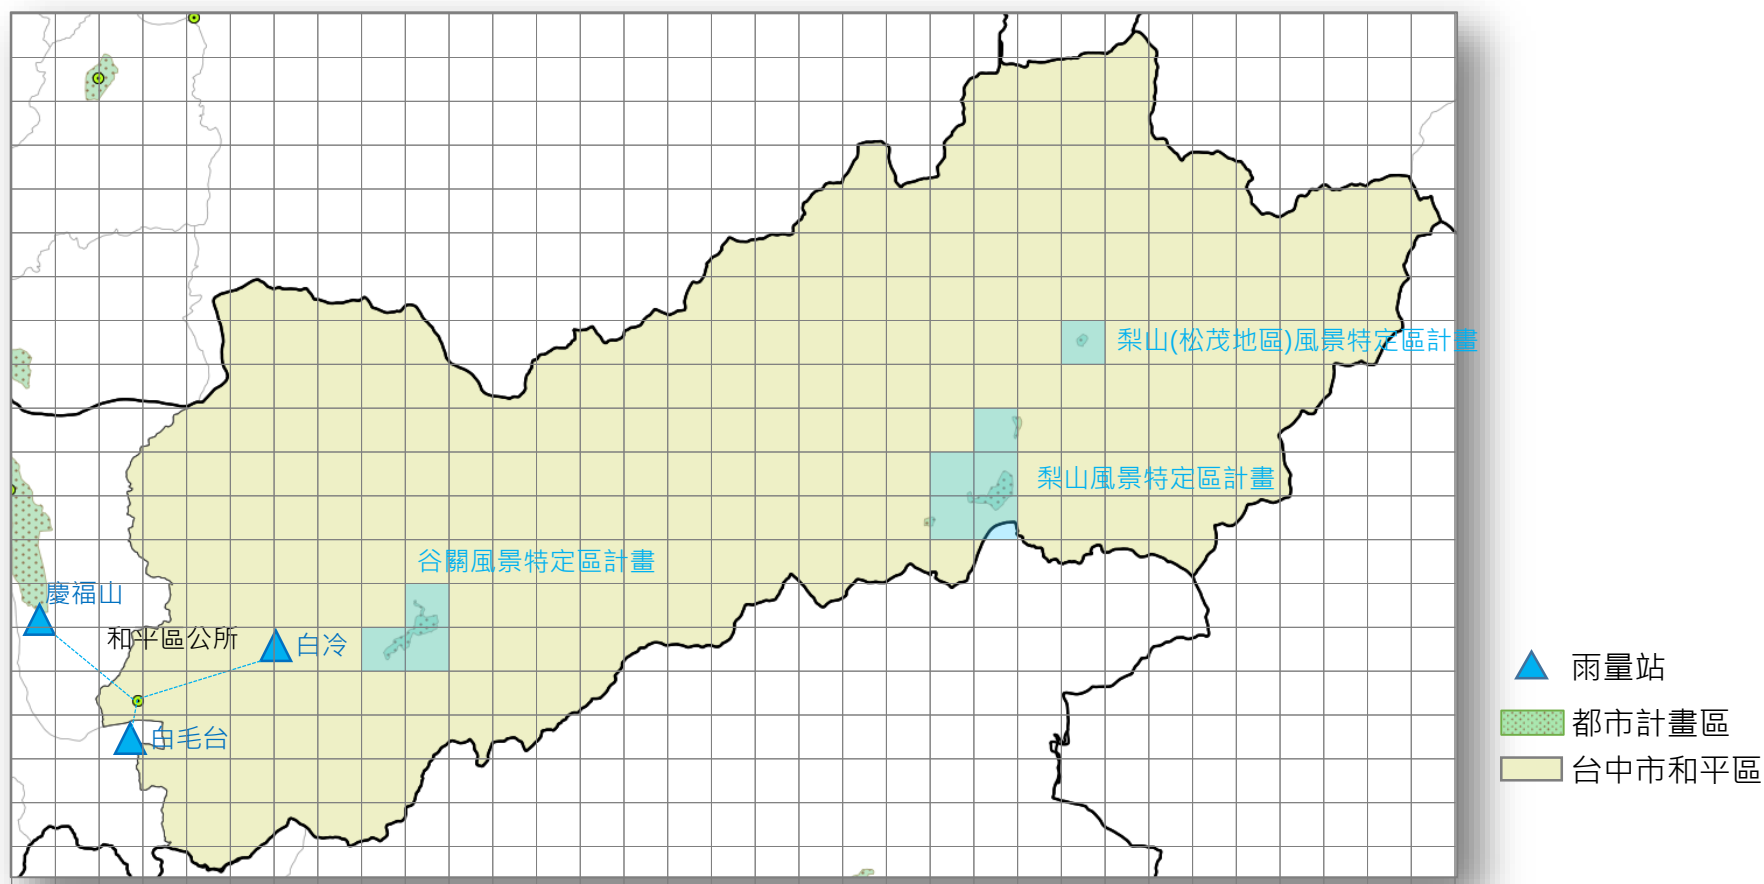 梨山(松茂地區)風景特定區計畫
梨山風景特定區計畫
谷關風景特定區計畫
慶福山
和平區公所
白冷
白毛台
雨量站
都市計畫區
台中市和平區